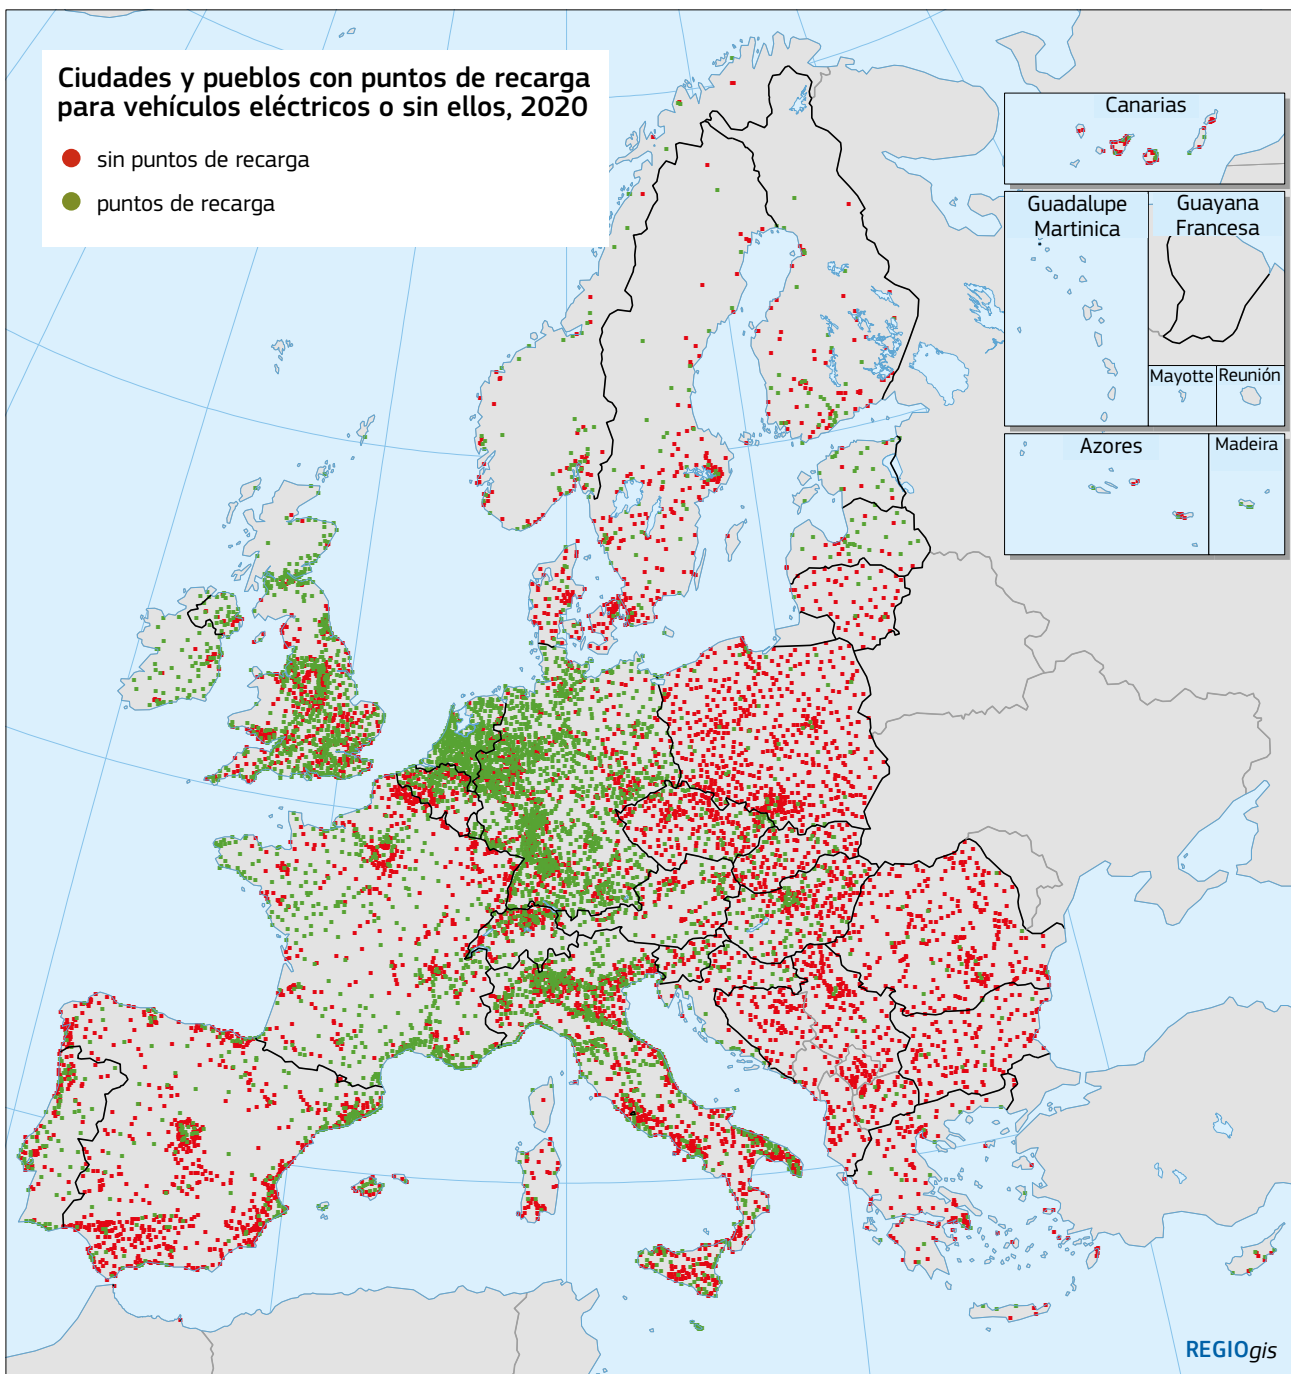 Ciudades y pueblos con puntos de recarga
para vehículos eléctricos o sin ellos, 2020
sin puntos de recarga
puntos de recarga
Canarias
Guadalupe
Martinica
Guayana
Francesa
Mayotte
Reunión
Azores
Madeira
REGIOgis